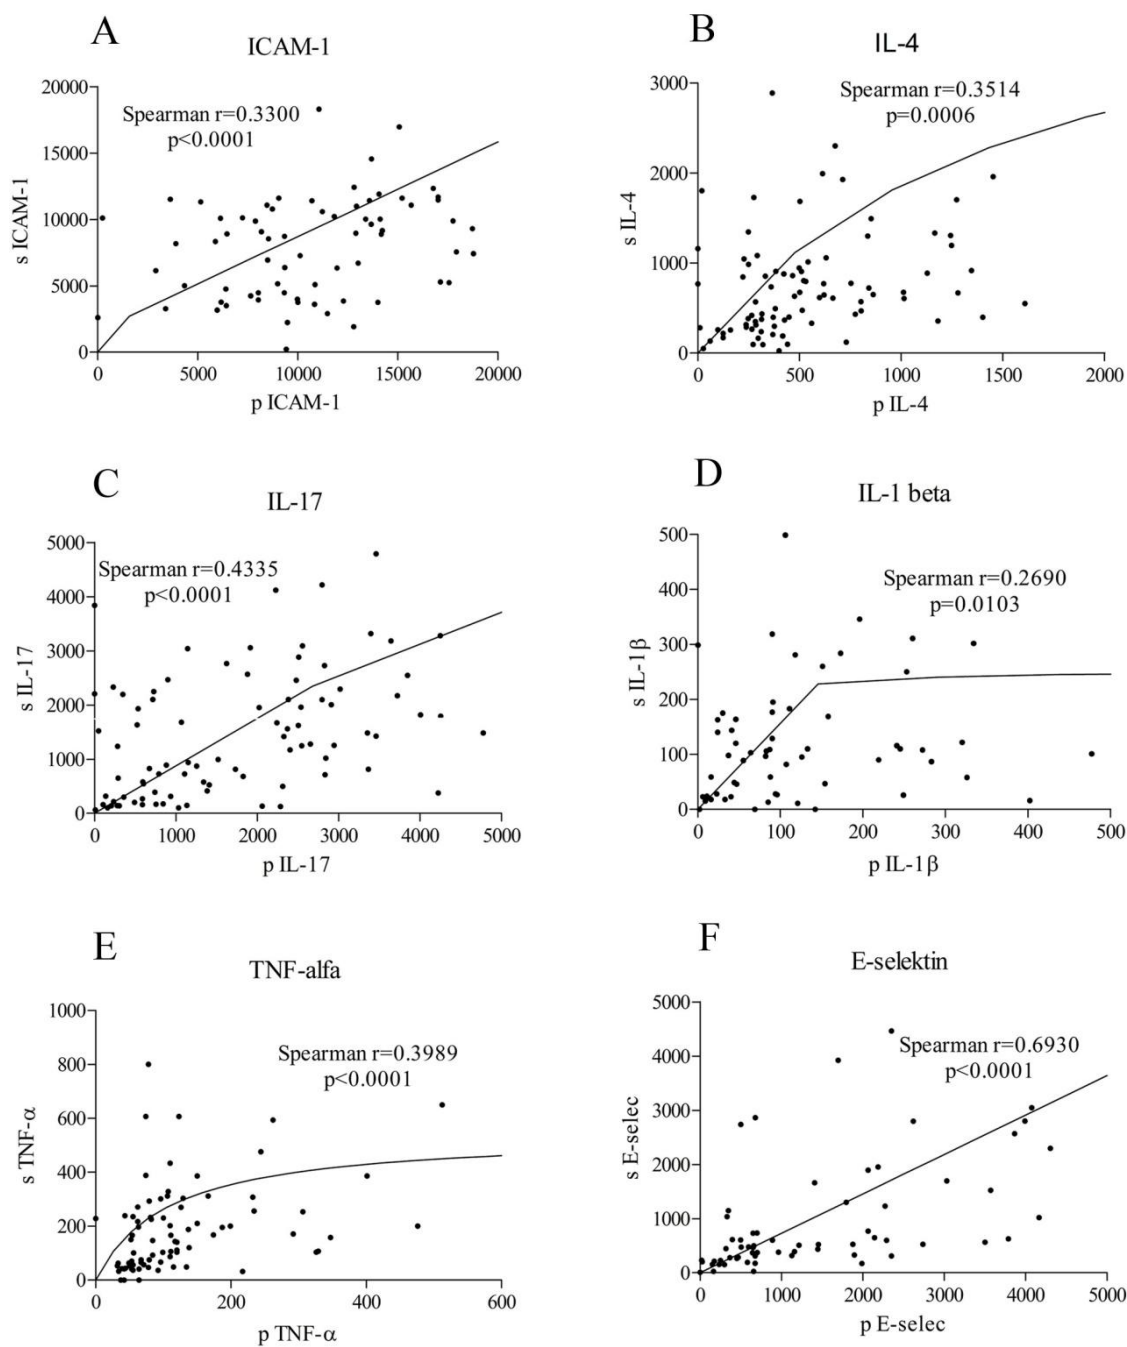 A
ICAM-1
20000
15000
10000
5000
0
s ICAM-1
Spearman r=0.3300
p<0.0001
0 5000 10000 15000 20000
p ICAM-1
B
IL-4
3000
2000
1000
0
s IL-4
Spearman r=0.3514
p=0.0006
0 500 1000 1500 2000
p IL-4
C
IL-17
5000
4000
3000
2000
1000
0
s IL-17
Spearman r=0.4335
p<0.0001
0 1000 2000 3000 4000 5000
p IL-17
D
IL-1 beta
500
400
300
200
100
0
s IL-1β
Spearman r=0.2690
p=0.0103
0 100 200 300 400 500
p IL-1β
E
TNF-alfa
1000
800
600
400
200
0
s TNF-α
Spearman r=0.3989
p<0.0001
0 200 400 600
p TNF-α
F
E-selektin
5000
4000
3000
2000
1000
0
s E-selec
Spearman r=0.6930
p<0.0001
0 1000 2000 3000 4000 5000
p E-selec